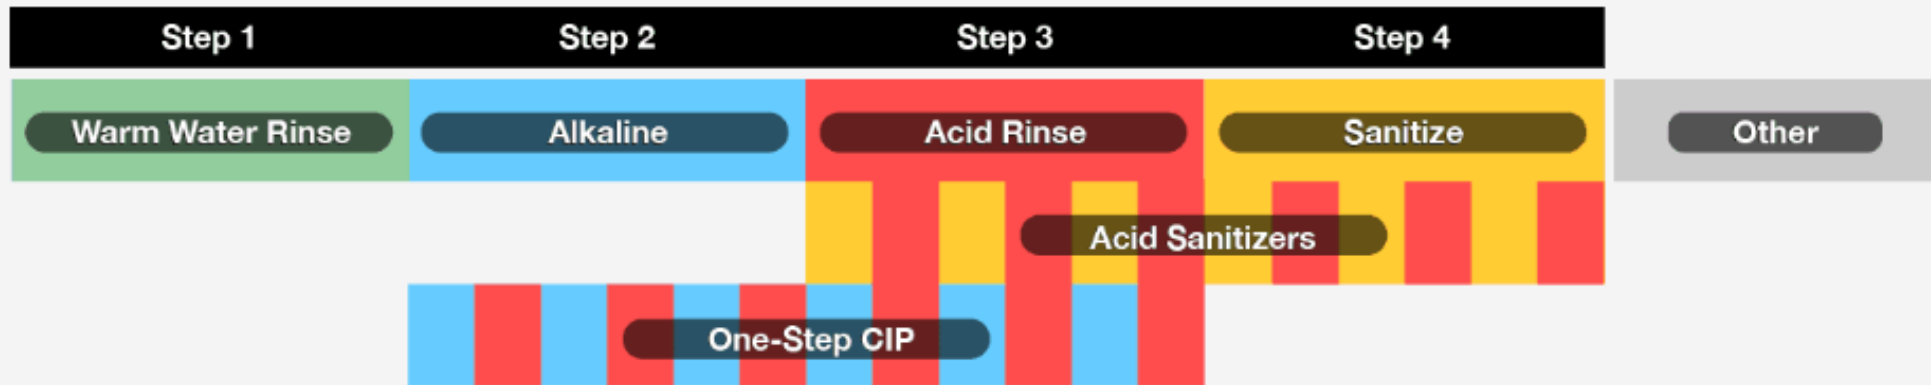 Step 1 Step 2 Step 3 Step 4
Warm Water Rinse Alkaline Acid Rinse Sanitize Other
Acid Sanitizers
One-Step CIP